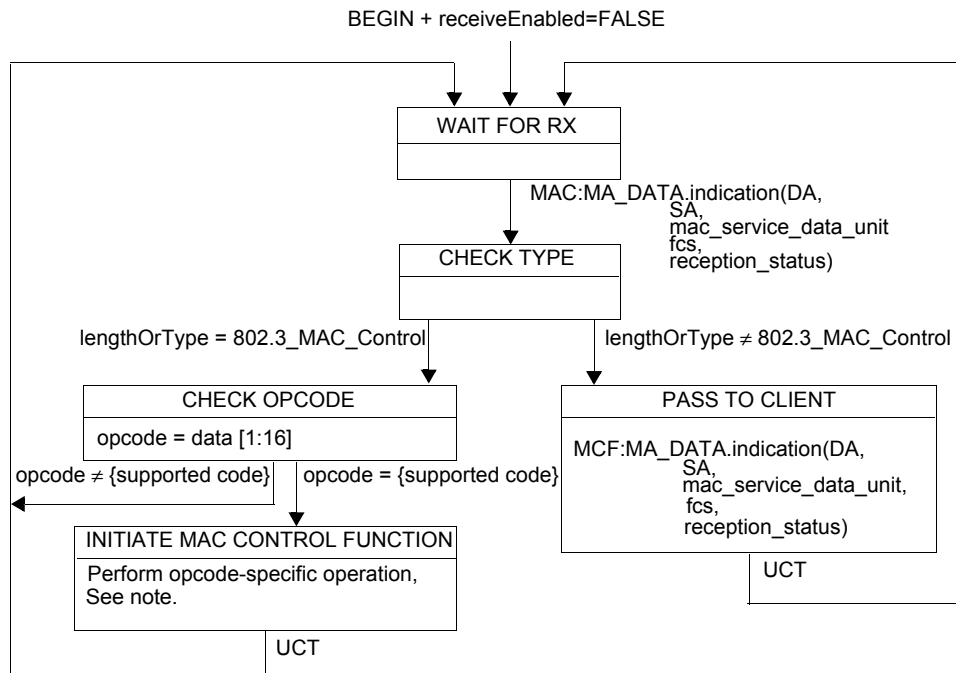 BEGIN + receiveEnabled=FALSE
WAIT FOR RX
MAC:MA_DATA.indication(DA,
SA,
mac_service_data_unit
fcs,
reception_status)
CHECK TYPE
lengthOrType = 802.3_MAC_Control
lengthOrType ≠ 802.3_MAC_Control
CHECK OPCODE
opcode = data [1:16]
opcode ≠ {supported code}
opcode = {supported code}
PASS TO CLIENT
MCF:MA_DATA.indication(DA,
SA,
mac_service_data_unit,
fcs,
reception_status)
UCT
INITIATE MAC CONTROL FUNCTION
Perform opcode-specific operation,
See note.
UCT